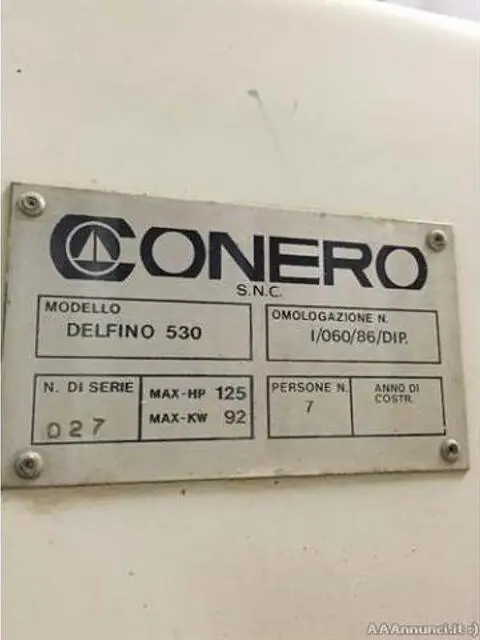 CONERO
S.N.C.
MODELLO
DELFINO 530
OMOLOGAZIONE N.
I/060/86/DIP.
N. DI SERIE
027
MAX-HP 125
MAX-KW 92
PERSONE N.
7
ANNO DI
COSTR.
AAAnnunci.it :)